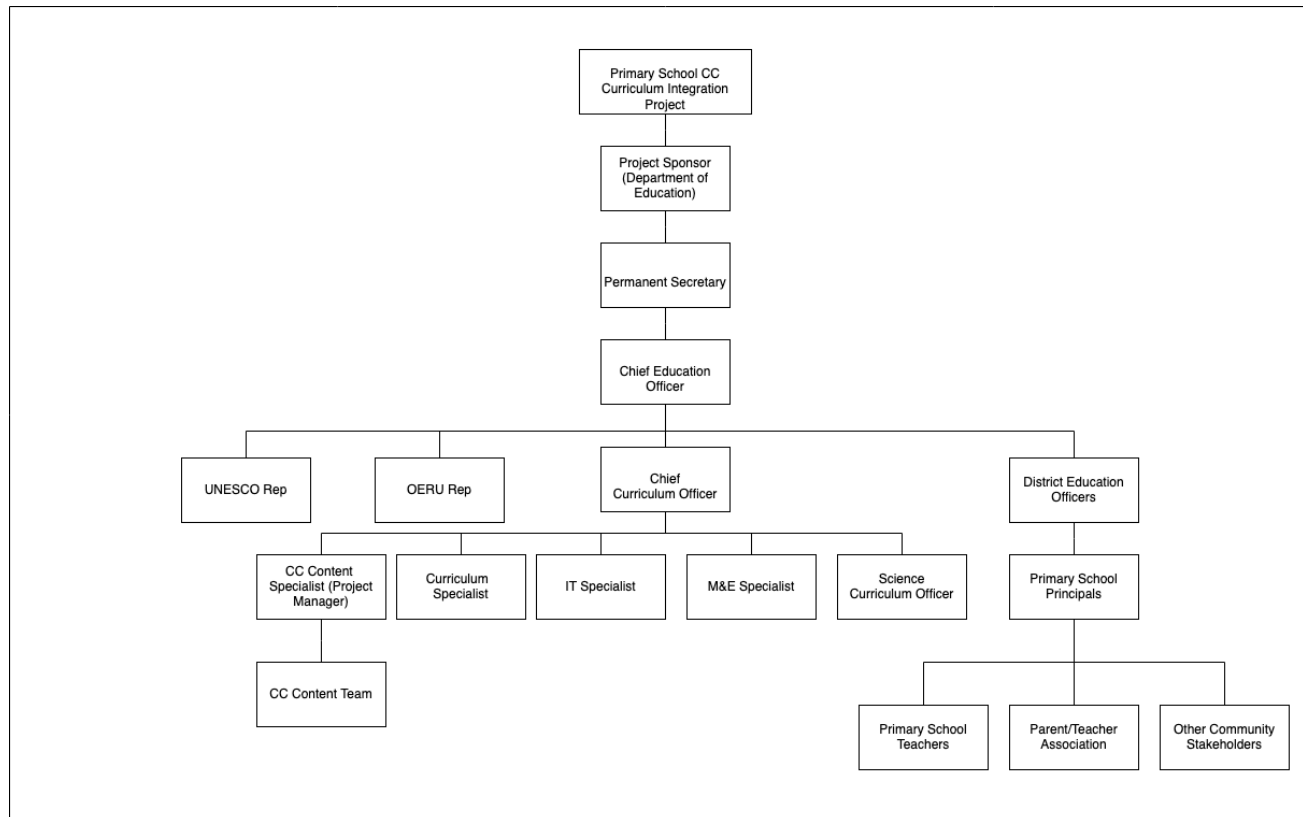 Primary School CC
Curriculum Integration
Project
Project Sponsor
(Department of
Education)
Permanent Secretary
Chief Education
Officer
UNESCO Rep
OERU Rep
Chief
Curriculum Officer
District Education
Officers
CC Content
Specialist (Project
Manager)
Curriculum
Specialist
IT Specialist
M&E Specialist
Science
Curriculum Officer
Primary School
Principals
CC Content Team
Primary School
Teachers
Parent/Teacher
Association
Other Community
Stakeholders